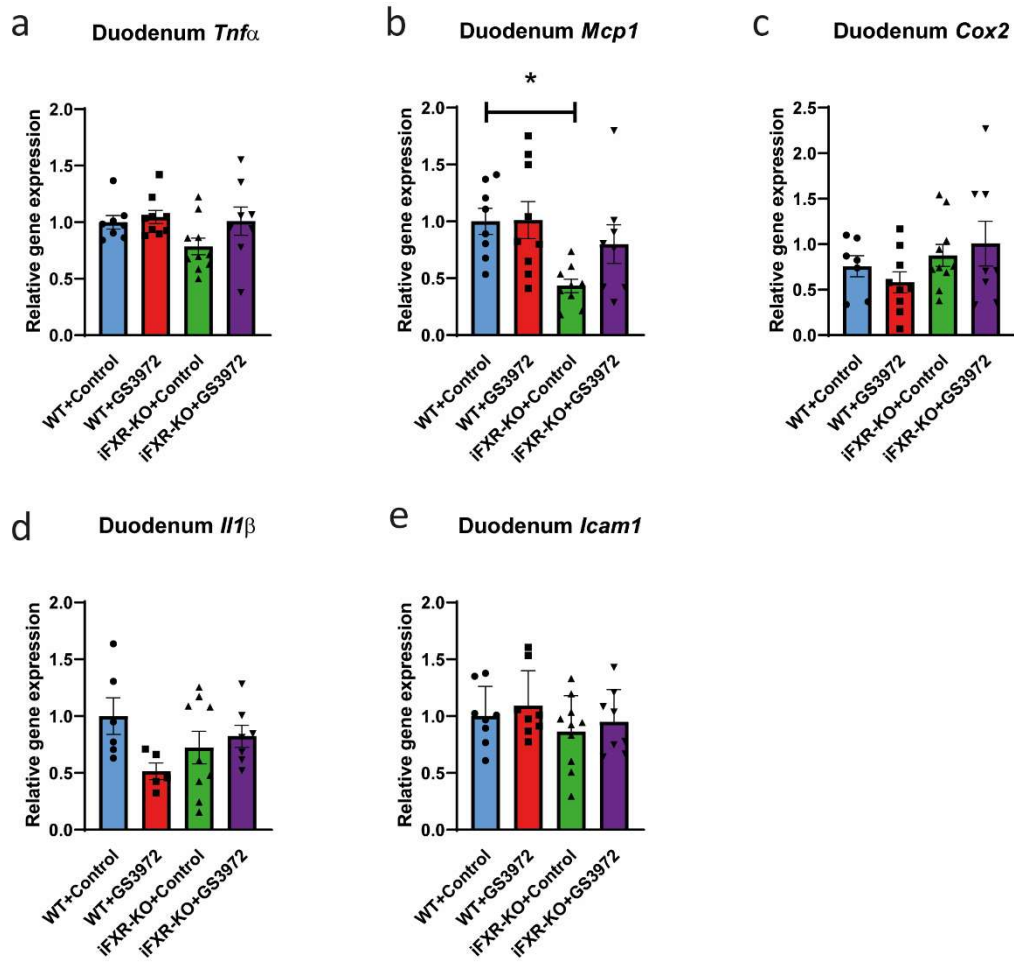 a
Duodenum Tnfα
Relative gene expression
2.0
1.5
1.0
0.5
0.0
WT+Control
WT+GS3972
iFXR-KO+Control
iFXR-KO+GS3972
b
Duodenum Mcp1
*
Relative gene expression
2.0
1.5
1.0
0.5
0.0
WT+Control
WT+GS3972
iFXR-KO+Control
iFXR-KO+GS3972
c
Duodenum Cox2
Relative gene expression
2.5
2.0
1.5
1.0
0.5
0.0
WT+Control
WT+GS3972
iFXR-KO+Control
iFXR-KO+GS3972
d
Duodenum Il1β
Relative gene expression
2.0
1.5
1.0
0.5
0.0
WT+Control
WT+GS3972
iFXR-KO+Control
iFXR-KO+GS3972
e
Duodenum Icam1
Relative gene expression
2.0
1.5
1.0
0.5
0.0
WT+Control
WT+GS3972
iFXR-KO+Control
iFXR-KO+GS3972